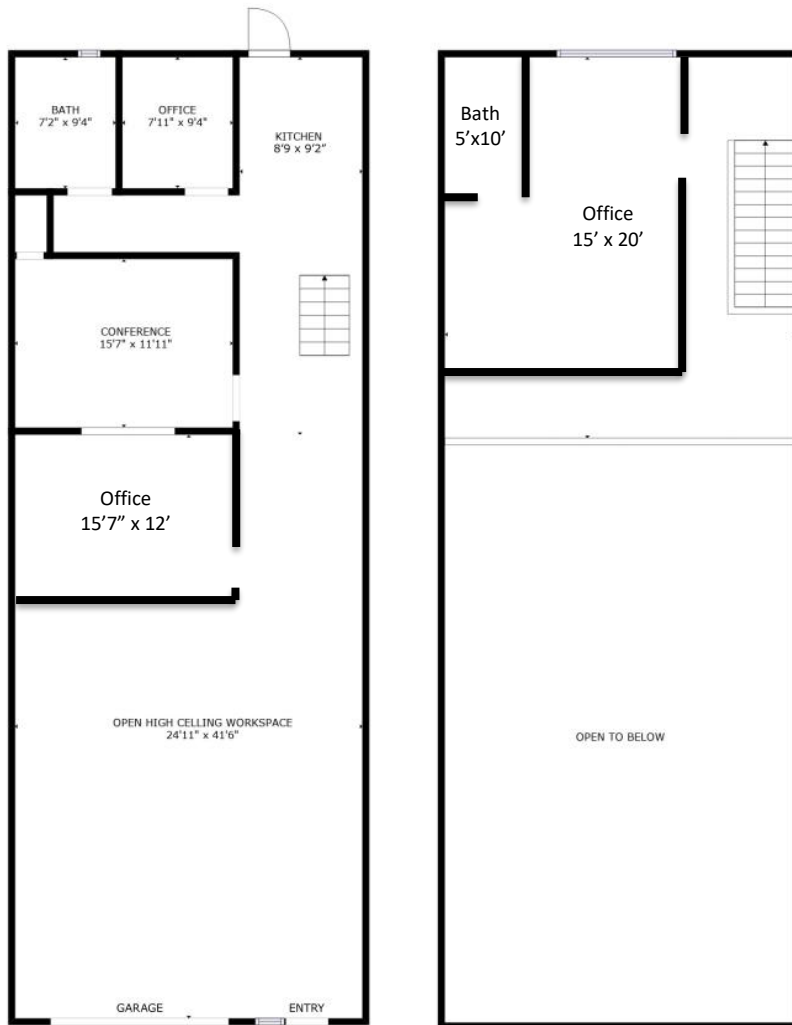 BATH
7'2" x 9'4"
OFFICE
7'11" x 9'4"
KITCHEN
8'9 x 9'2"
CONFERENCE
15'7" x 11'11"
Office
15’7” x 12’
OPEN HIGH CELLING WORKSPACE
24'11" x 41'6"
GARAGE
ENTRY
Bath
5’x10’
Office
15’ x 20’
OPEN TO BELOW